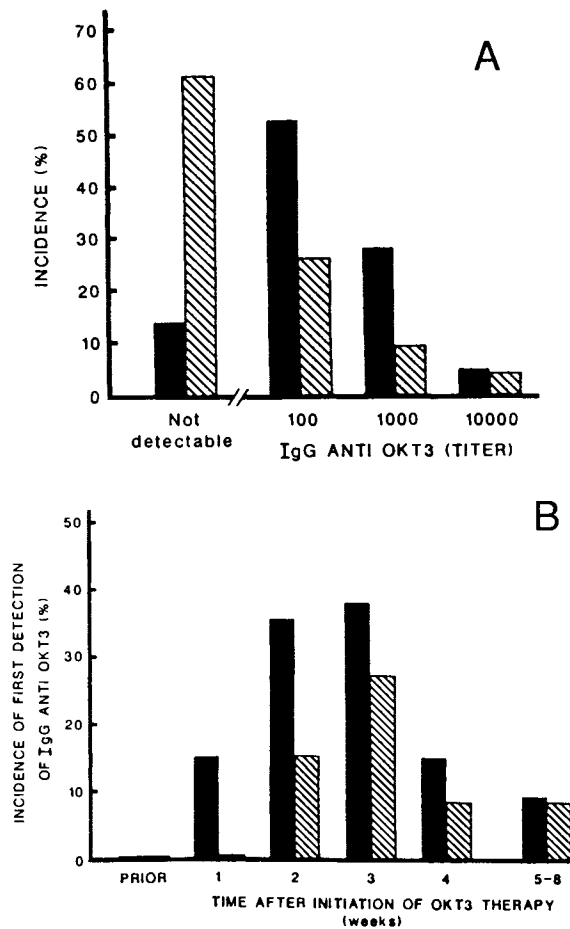 A
70
60
50
40
30
20
10
0
INCIDENCE (%)
Not
detectable
100 1000 10000
IgG ANTI OKT3 (TITER)
B
50
40
30
20
10
0
INCIDENCE OF FIRST DETECTION
OF IgG ANTI OKT3 (%)
PRIOR 1 2 3 4 5-8
TIME AFTER INITIATION OF OKT3 THERAPY
(weeks)